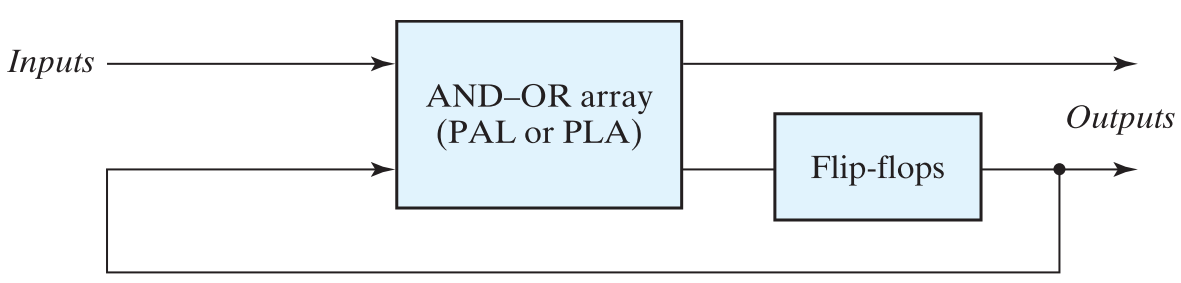 Inputs
AND–OR array
(PAL or PLA)
Outputs
Flip-flops